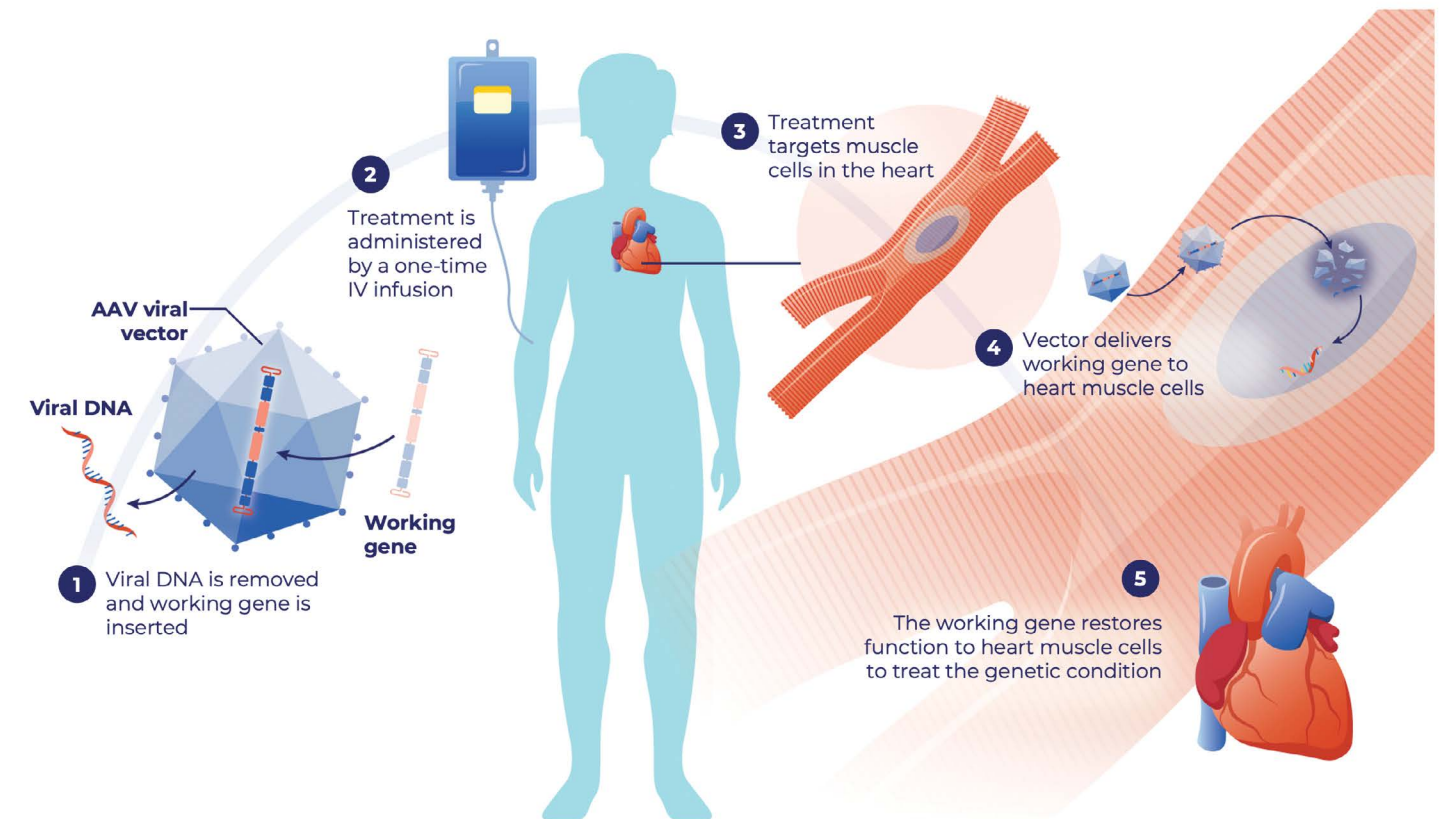 AAV viral
vector
Viral DNA
Working
gene
1
Viral DNA is removed
and working gene is
inserted
2
Treatment is
administered
by a one-time
IV infusion
3
Treatment
targets muscle
cells in the heart
4
Vector delivers
working gene to
heart muscle cells
5
The working gene restores
function to heart muscle cells
to treat the genetic condition